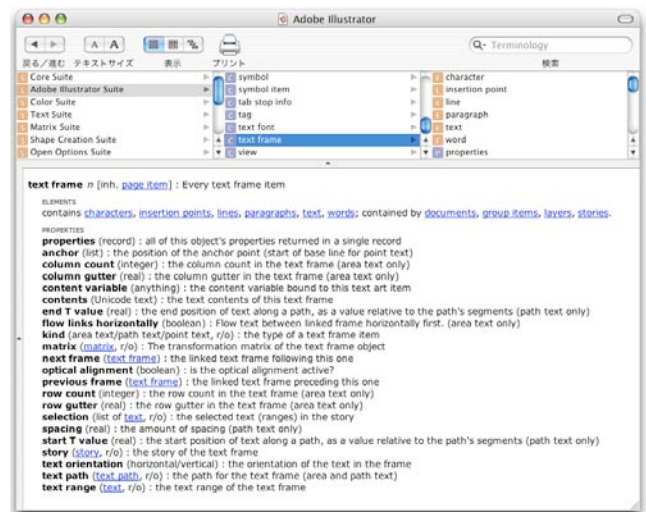 Adobe Illustrator
A A
Q- Terminology
戻る/進む テキストサイズ 表示 プリント 検索
Core Suite
Adobe Illustrator Suite
Color Suite
Text Suite
Matrix Suite
Shape Creation Suite
Open Options Suite
symbol
symbol item
tab stop info
tag
text font
text frame
view
character
insertion point
line
paragraph
text
word
properties
text frame n [inh. page item] : Every text frame item
ELEMENTS
contains characters, insertion points, lines, paragraphs, text, words; contained by documents, group items, layers, stories.
PROPERTIES
properties (record) : all of this object's properties returned in a single record
anchor (list) : the position of the anchor point (start of base line for point text)
column count (integer) : the column count in the text frame (area text only)
column gutter (real) : the column gutter in the text frame (area text only)
content variable (anything) : the content variable bound to this text art item
contents (Unicode text) : the text contents of this text frame
end T value (real) : the end position of text along a path, as a value relative to the path's segments (path text only)
flow links horizontally (boolean) : Flow text between linked frame horizontally first. (area text only)
kind (area text/path text/point text, r/o) : the type of a text frame item
matrix (matrix, r/o) : The transformation matrix of the text frame object
next frame (text frame) : the linked text frame following this one
optical alignment (boolean) : is the optical alignment active?
previous frame (text frame) : the linked text frame preceding this one
row count (integer) : the row count in the text frame (area text only)
row gutter (real) : the row gutter in the text frame (area text only)
selection (list of text, r/o) : the selected text (ranges) in the story
spacing (real) : the amount of spacing (path text only)
start T value (real) : the start position of text along a path, as a value relative to the path's segments (path text only)
story (story, r/o) : the story of the text frame
text orientation (horizontal/vertical) : the orientation of the text in the frame
text path (text path, r/o) : the path for the text frame (area and path text)
text range (text, r/o) : the text range of the text frame